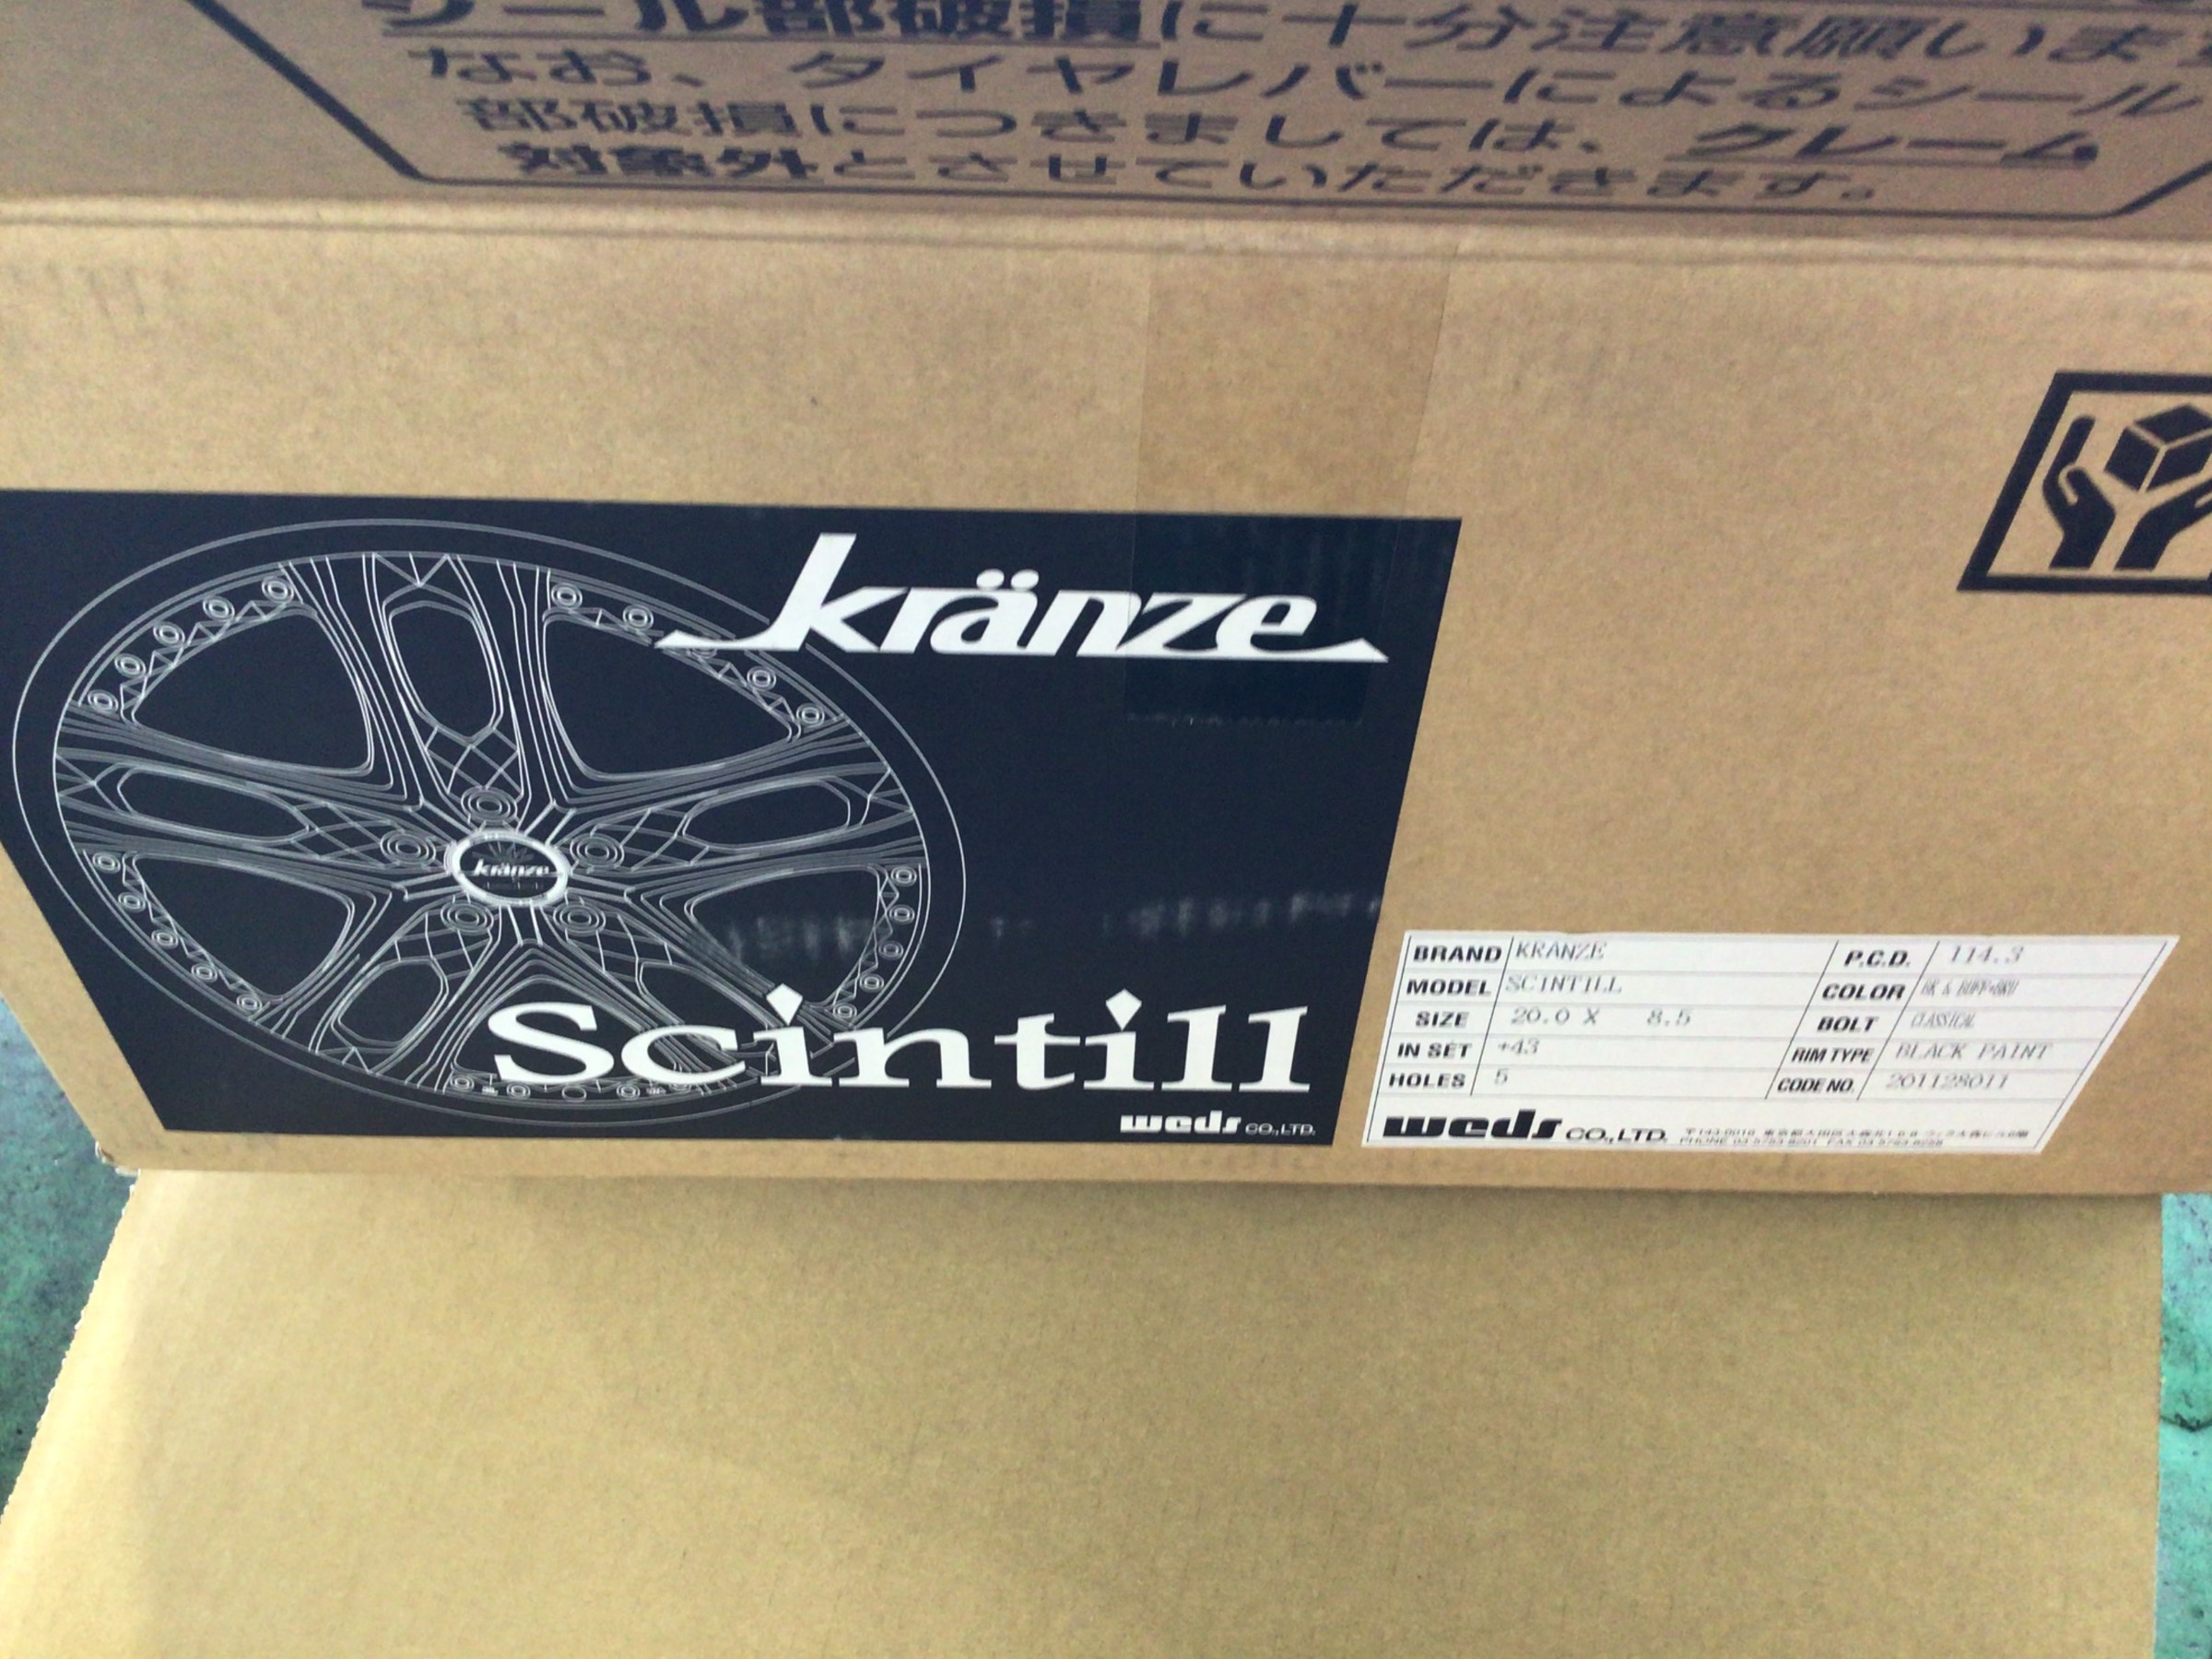 シール部破損に十分注意願いま
なお、タイヤレバーによるシール
部破損につきましては、クレーム
対象外とさせていただきます。
kränze
kränze
Scintill
weds CO.,LTD.
BRAND KRANZE P.C.D. 114.3
MODEL SCINTILL COLOR
SIZE 20.0 X 8.5 BOLT CLASSICAL
IN SET +43 RIM TYPE BLACK PAINT
HOLES 5 CODE NO. 201128011
weds CO.,LTD.